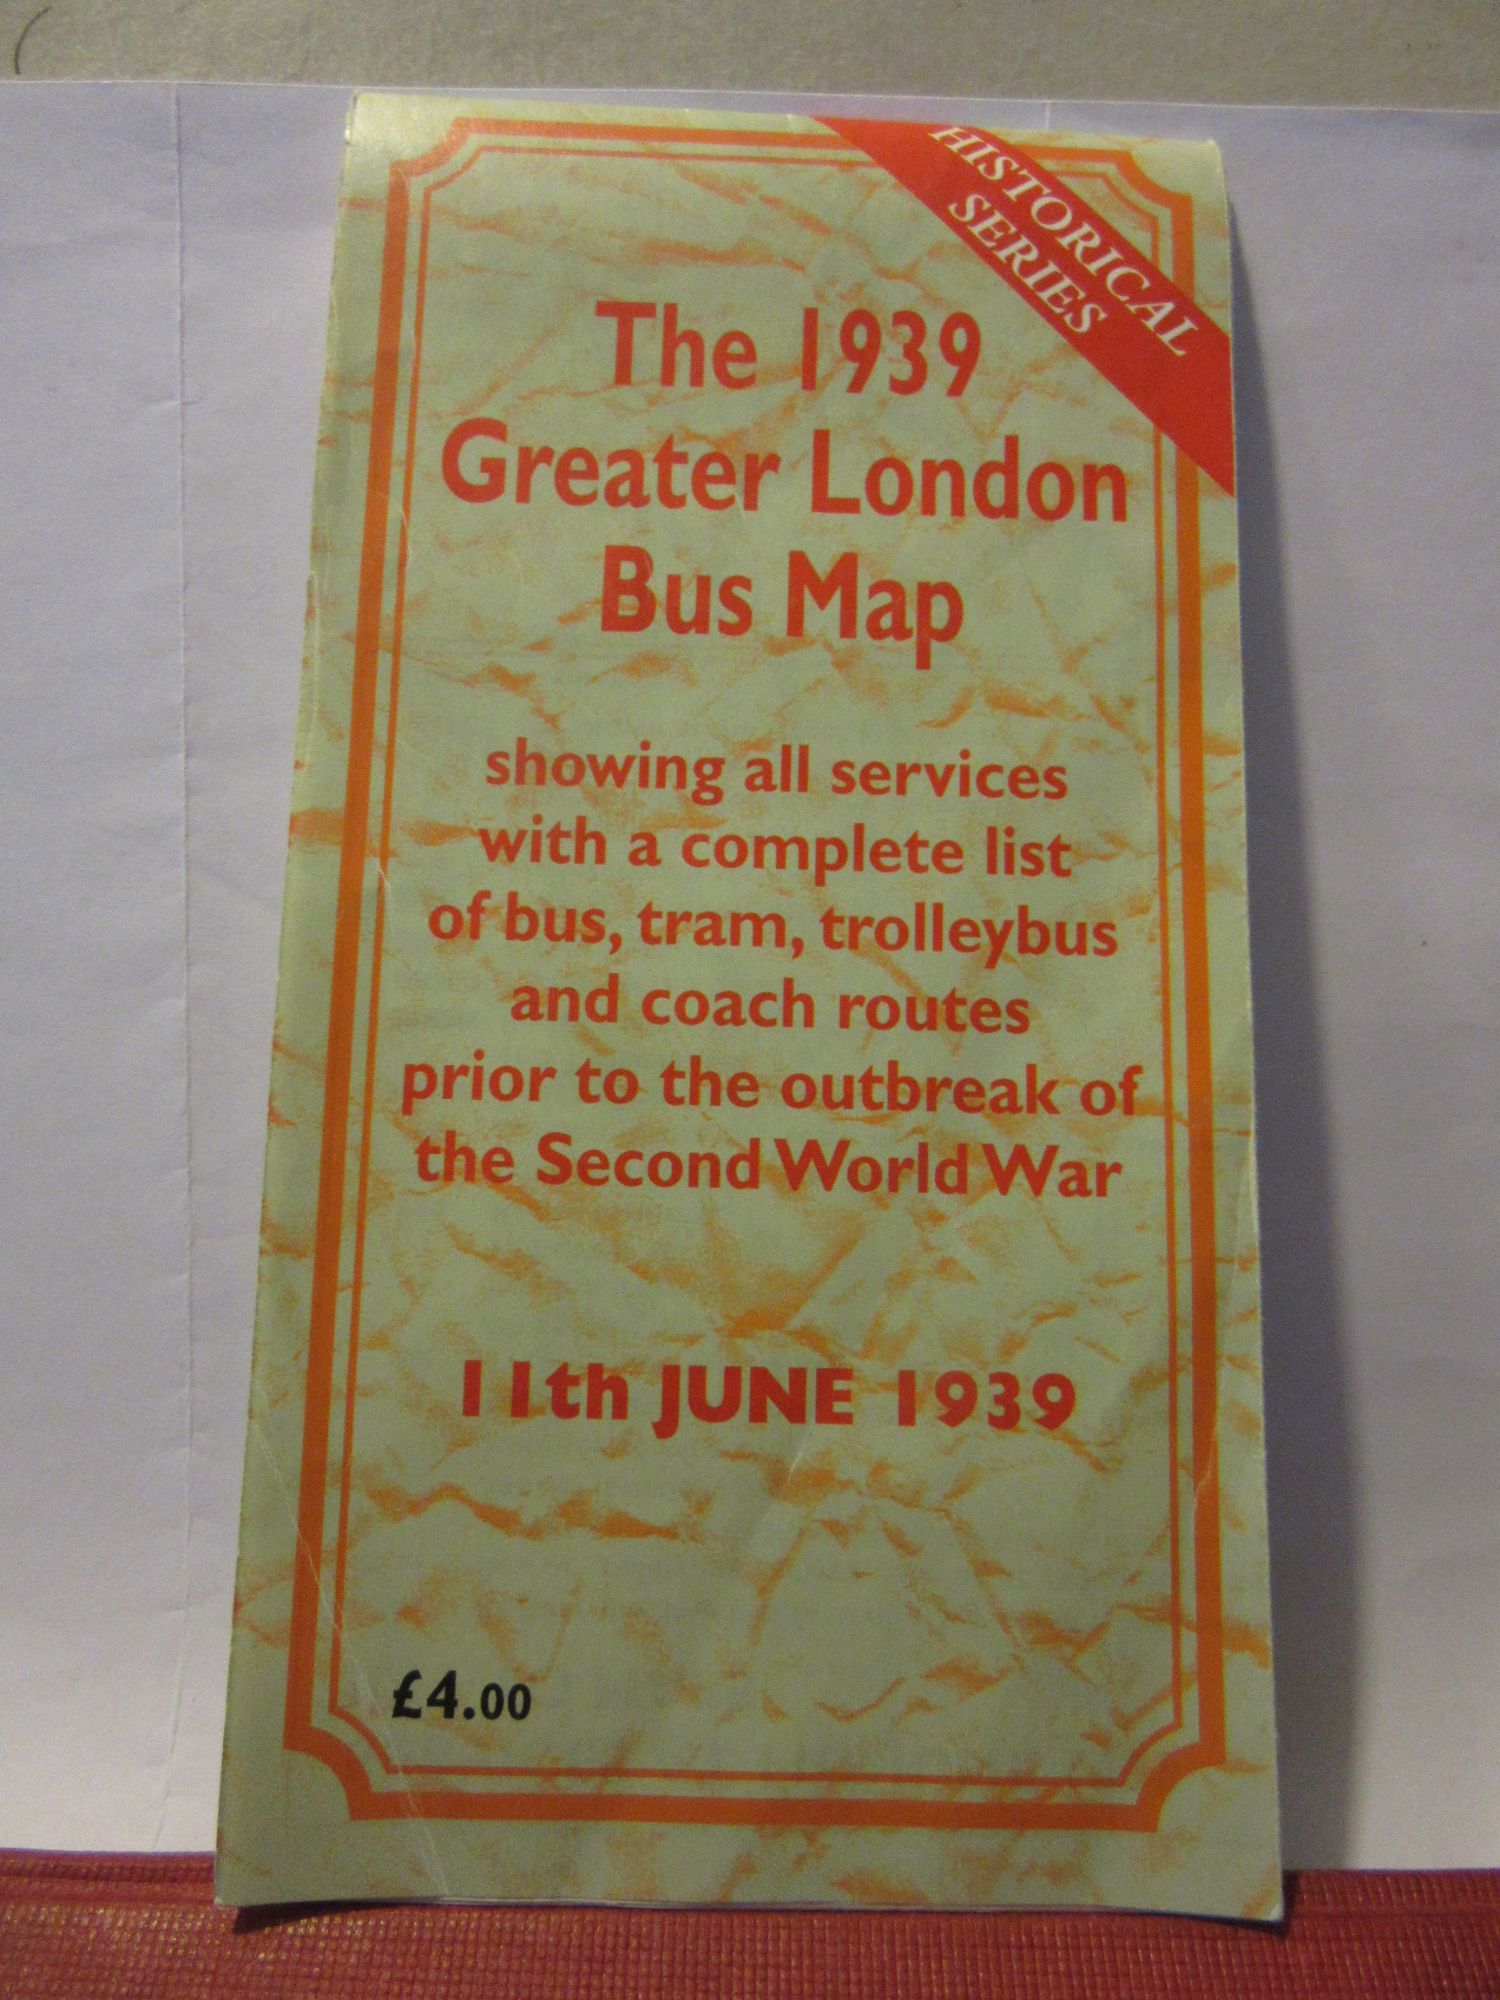 HISTORICAL
SERIES
The 1939
Greater London
Bus Map
showing all services
with a complete list
of bus, tram, trolleybus
and coach routes
prior to the outbreak of
the Second World War
11th JUNE 1939
£4.00